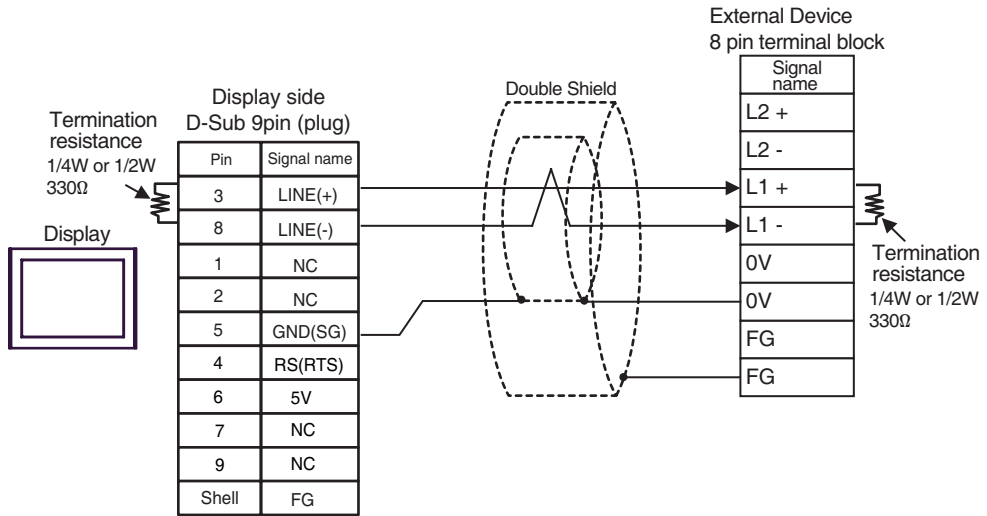 External Device
8 pin terminal block
Signal
name
L2 +
L2 -
L1 +
L1 -
0V
0V
FG
FG
Double Shield
Display side
D-Sub 9pin (plug)
Termination
resistance
1/4W or 1/2W
330Ω
Pin Signal name
3 LINE(+)
8 LINE(-)
1 NC
2 NC
5 GND(SG)
4 RS(RTS)
6 5V
7 NC
9 NC
Shell FG
Display
Termination
resistance
1/4W or 1/2W
330Ω